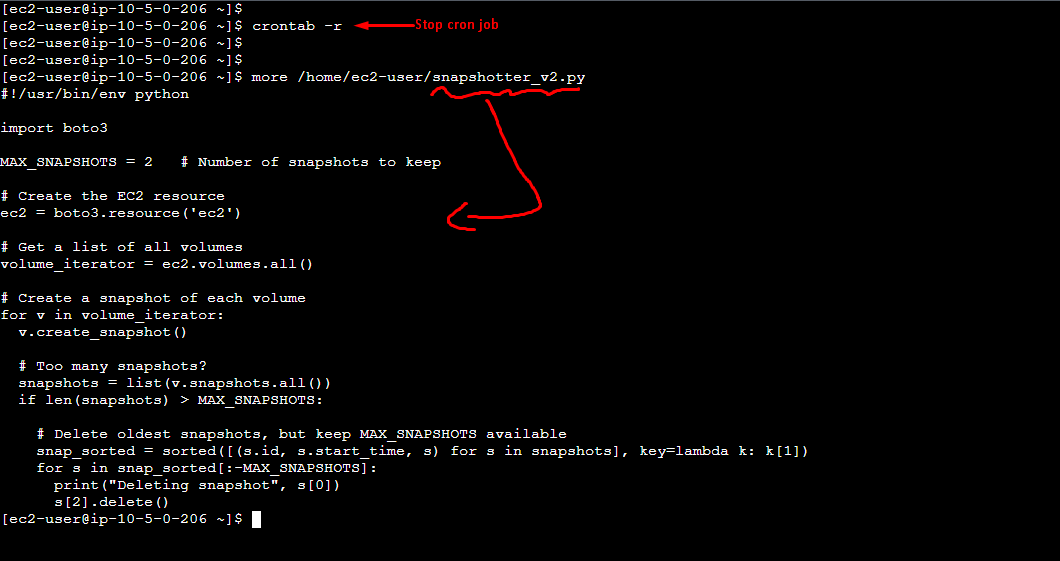 [ec2-user@ip-10-5-0-206 ~]$
[ec2-user@ip-10-5-0-206 ~]$ crontab -r Stop cron job
[ec2-user@ip-10-5-0-206 ~]$
[ec2-user@ip-10-5-0-206 ~]$
[ec2-user@ip-10-5-0-206 ~]$ more /home/ec2-user/snapshotter_v2.py
#!/usr/bin/env python

import boto3

MAX_SNAPSHOTS = 2   # Number of snapshots to keep

# Create the EC2 resource
ec2 = boto3.resource('ec2')

# Get a list of all volumes
volume_iterator = ec2.volumes.all()

# Create a snapshot of each volume
for v in volume_iterator:
  v.create_snapshot()

  # Too many snapshots?
  snapshots = list(v.snapshots.all())
  if len(snapshots) > MAX_SNAPSHOTS:

    # Delete oldest snapshots, but keep MAX_SNAPSHOTS available
    snap_sorted = sorted([(s.id, s.start_time, s) for s in snapshots], key=lambda k: k[1])
    for s in snap_sorted[:-MAX_SNAPSHOTS]:
      print("Deleting snapshot", s[0])
      s[2].delete()
[ec2-user@ip-10-5-0-206 ~]$